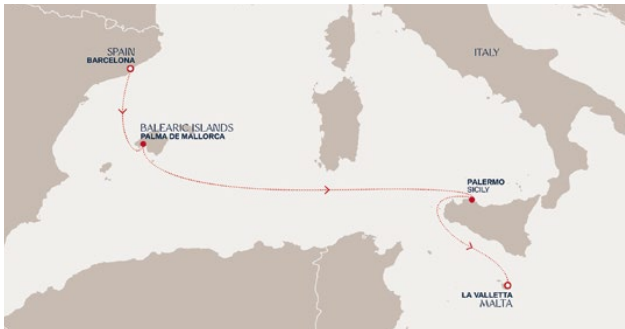 SPAIN
BARCELONA
ITALY
BALEARIC ISLANDS
PALMA DE MALLORCA
PALERMO
SICILY
LA VALLETTA
MALTA